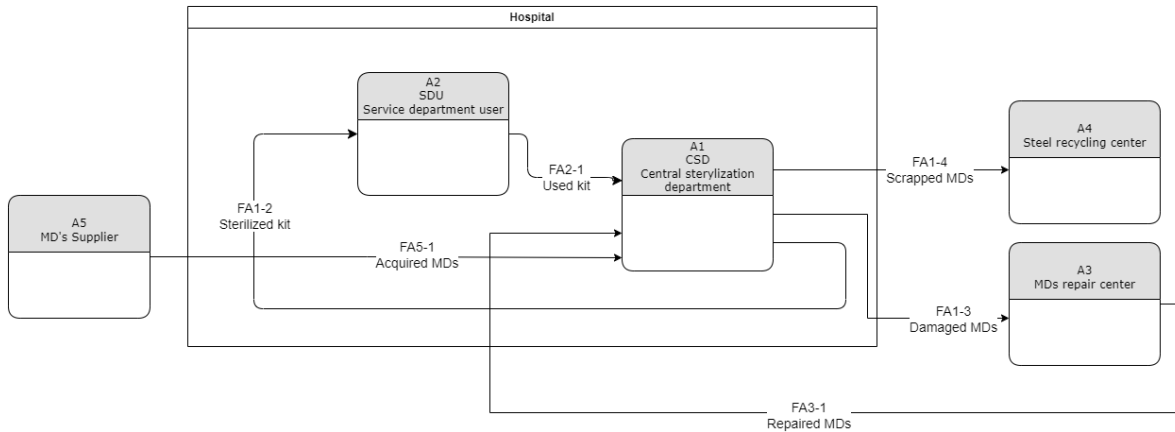 Hospital
A2
SDU
Service department user
A1
CSD
Central sterylization
department
A4
Steel recycling center
FA1-4
Scrapped MDs
FA2-1
Used kit
A5
MD's Supplier
FA1-2
Sterilized kit
FA5-1
Acquired MDs
A3
MDs repair center
FA1-3
Damaged MDs
FA3-1
Repaired MDs